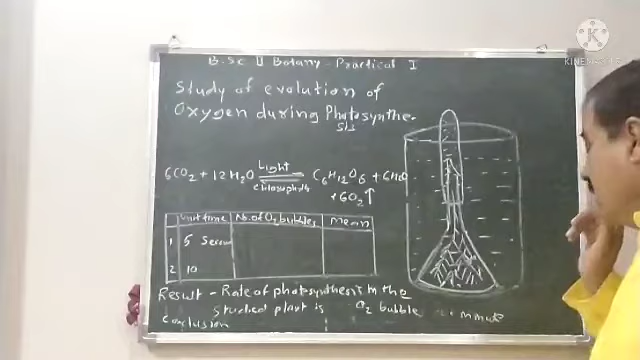 B.Sc II Botany - Practical I
KINEMASTER
Study of evolution of
Oxygen during Photosynthe-
sis
6CO2 + 12H2O Light C6H12O6 + 6H2O
chlorophyll +6O2↑
Unit time No. of O2 bubbles Mean
1 5 Second
2 10
Result - Rate of photosynthesis in the
studied plant is O2 bubble minute
Conclusion